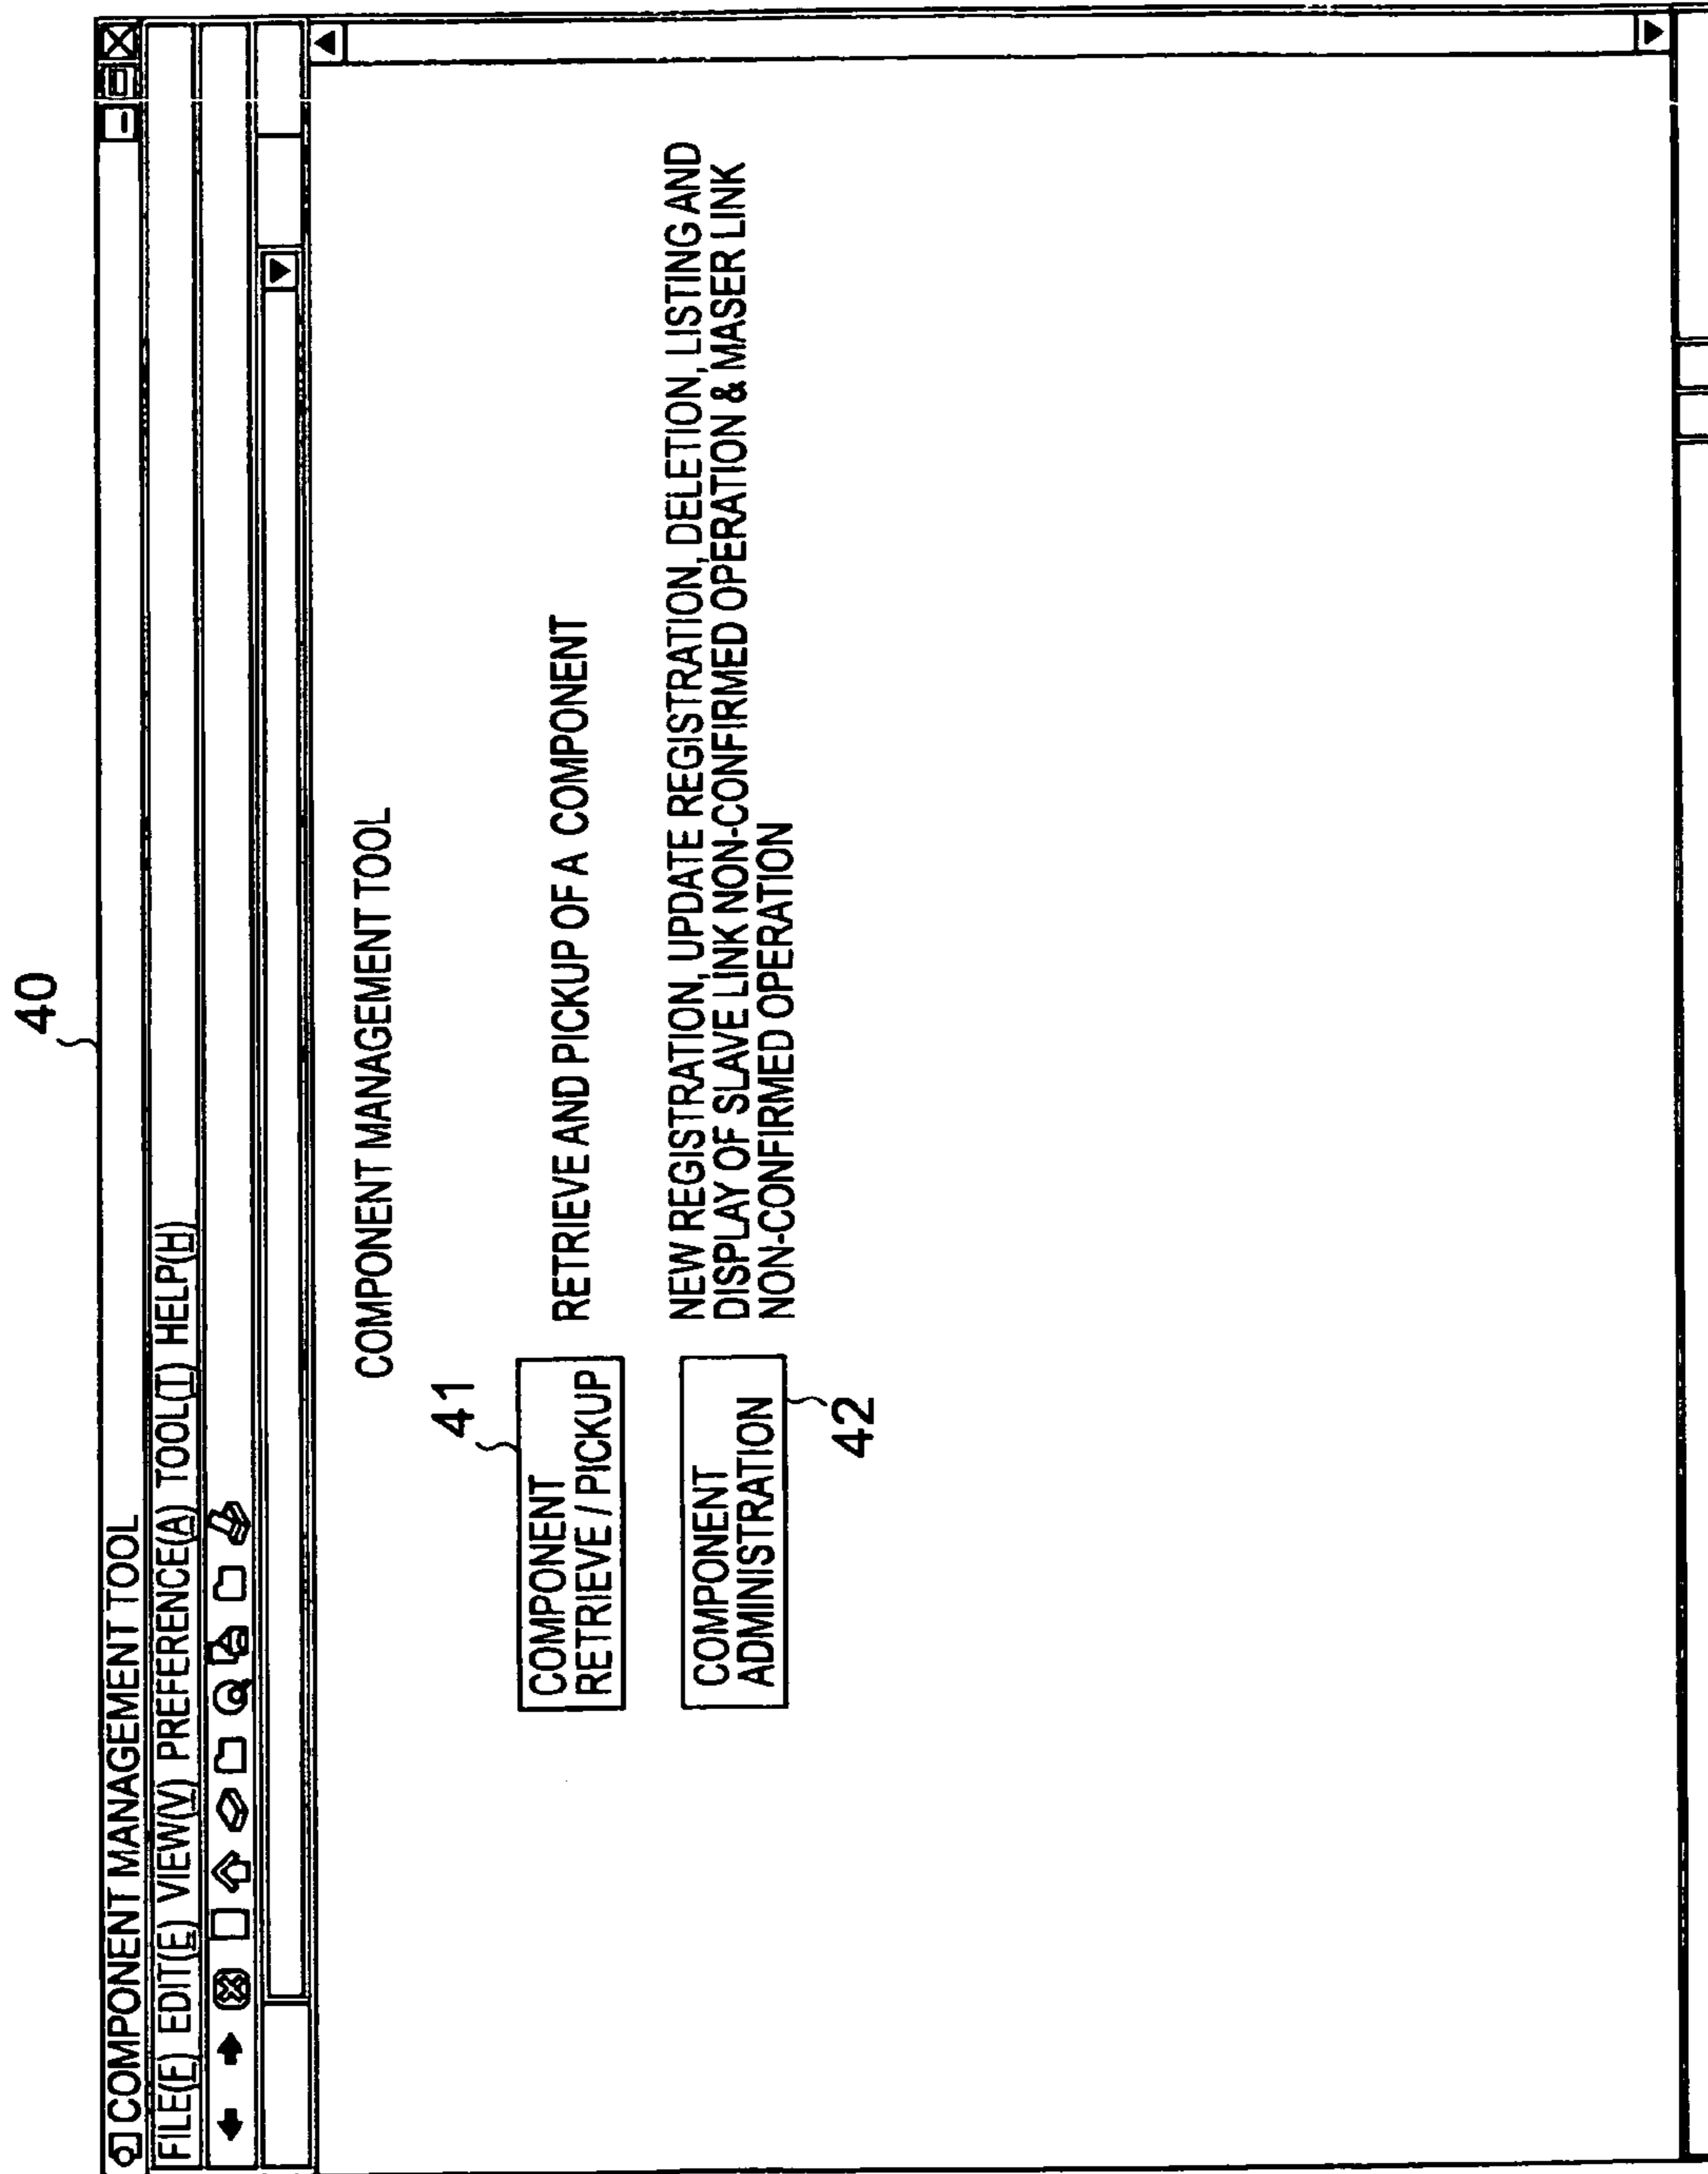 40
COMPONENT MANAGEMENT TOOL
FILE(F) EDIT(E) VIEW(V) PREFERENCE(A) TOOL(T) HELP(H)
COMPONENT MANAGEMENT TOOL
41
COMPONENT
RETRIEVE / PICKUP
RETRIEVE AND PICKUP OF A COMPONENT
COMPONENT
ADMINISTRATION
42
NEW REGISTRATION, UPDATE REGISTRATION, DELETION, LISTING AND
DISPLAY OF SLAVE LINK NON-CONFIRMED OPERATION & MASER LINK
NON-CONFIRMED OPERATION